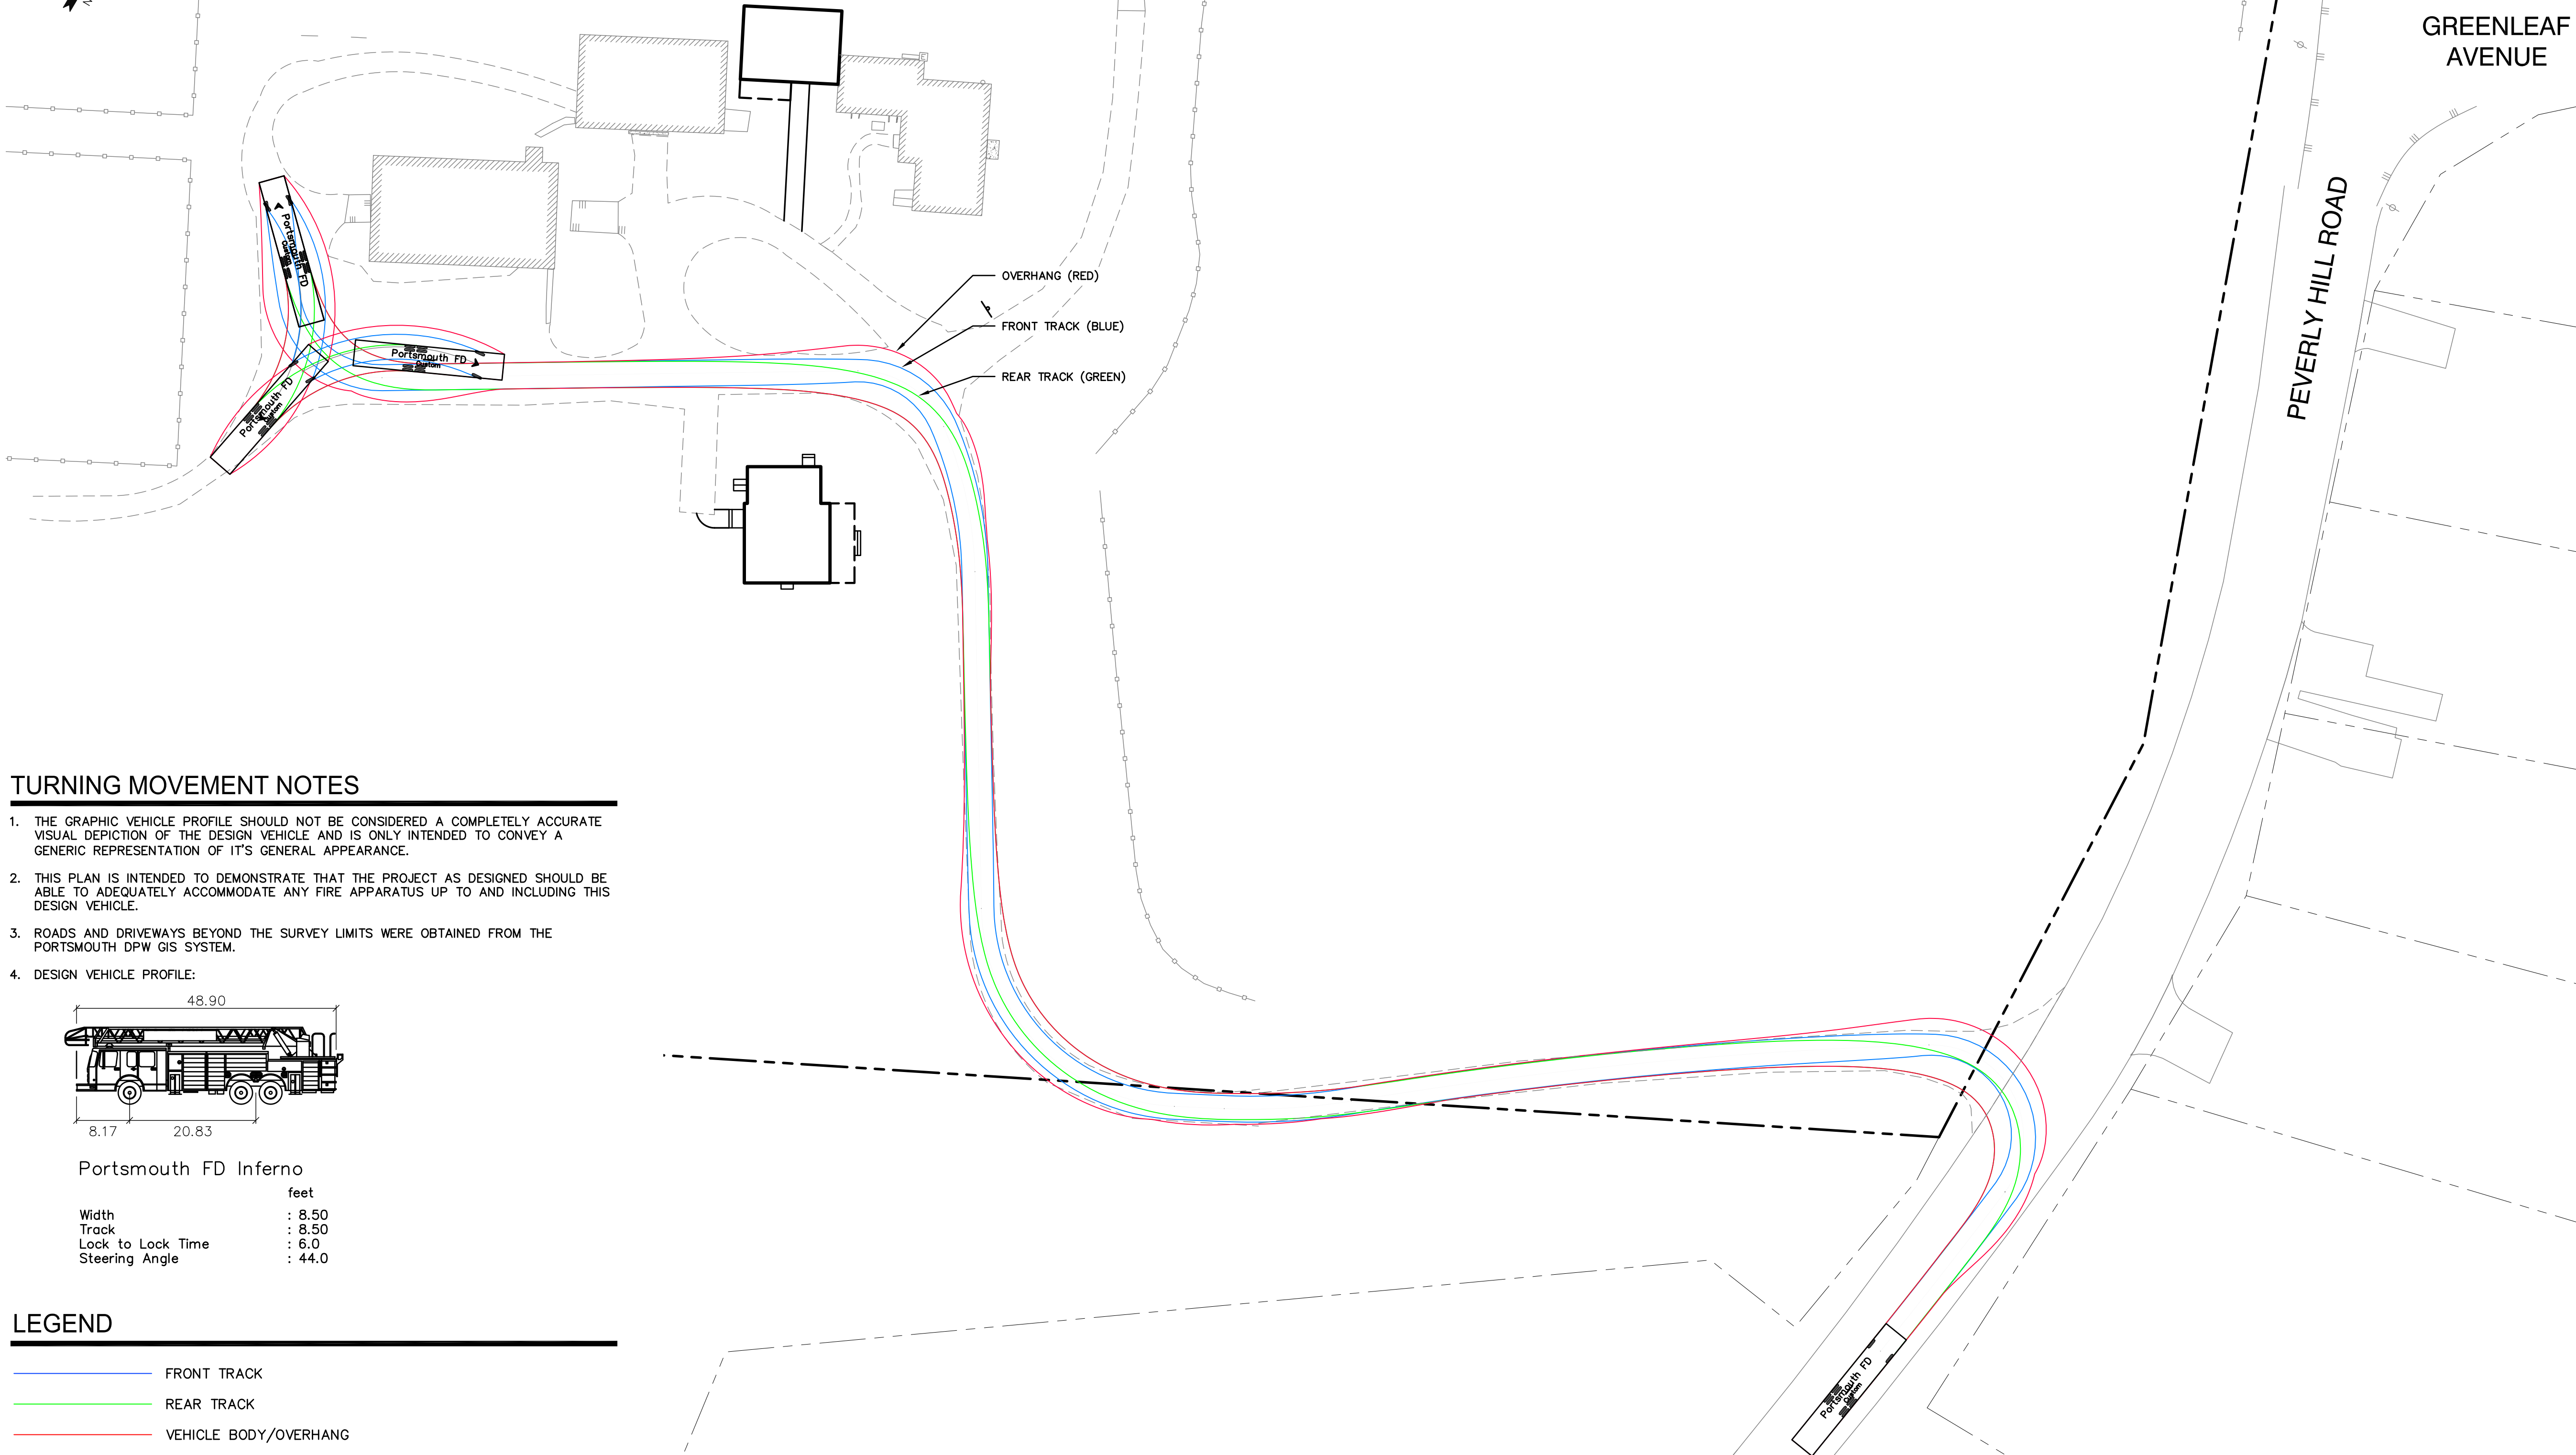 N
GREENLEAF
AVENUE
PEVERLY HILL ROAD
E
OVERHANG (RED)
FRONT TRACK (BLUE)
REAR TRACK (GREEN)
Portsmouth FD
Custom
Portsmouth FD
Custom
Portsmouth FD
Custom
TURNING MOVEMENT NOTES
1. THE GRAPHIC VEHICLE PROFILE SHOULD NOT BE CONSIDERED A COMPLETELY ACCURATE
VISUAL DEPICTION OF THE DESIGN VEHICLE AND IS ONLY INTENDED TO CONVEY A
GENERIC REPRESENTATION OF IT'S GENERAL APPEARANCE.
2. THIS PLAN IS INTENDED TO DEMONSTRATE THAT THE PROJECT AS DESIGNED SHOULD BE
ABLE TO ADEQUATELY ACCOMMODATE ANY FIRE APPARATUS UP TO AND INCLUDING THIS
DESIGN VEHICLE.
3. ROADS AND DRIVEWAYS BEYOND THE SURVEY LIMITS WERE OBTAINED FROM THE
PORTSMOUTH DPW GIS SYSTEM.
4. DESIGN VEHICLE PROFILE:
48.90
8.17 20.83
Portsmouth FD Inferno
feet
Width : 8.50
Track : 8.50
Lock to Lock Time : 6.0
Steering Angle : 44.0
LEGEND
FRONT TRACK
REAR TRACK
VEHICLE BODY/OVERHANG
Portsmouth FD
Custom